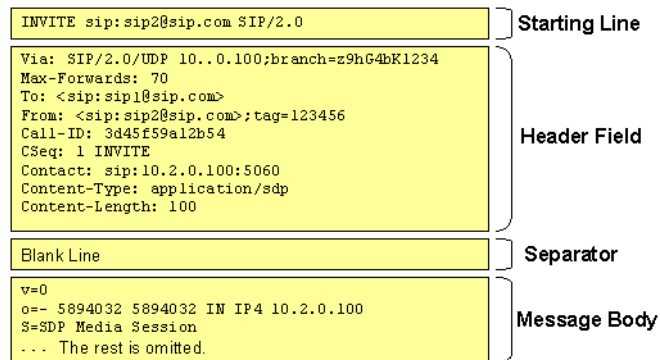 INVITE sip:sip2@sip.com SIP/2.0
Starting Line
Via: SIP/2.0/UDP 10..0.100;branch=z9hG4bK1234
Max-Forwards: 70
To: <sip:sip1@sip.com>
From: <sip:sip2@sip.com>;tag=123456
Call-ID: 3d45f59a12b54
CSeq: 1 INVITE
Contact: sip:10.2.0.100:5060
Content-Type: application/sdp
Content-Length: 100
Header Field
Blank Line
Separator
v=0
o=- 5894032 5894032 IN IP4 10.2.0.100
S=SDP Media Session
... The rest is omitted.
Message Body